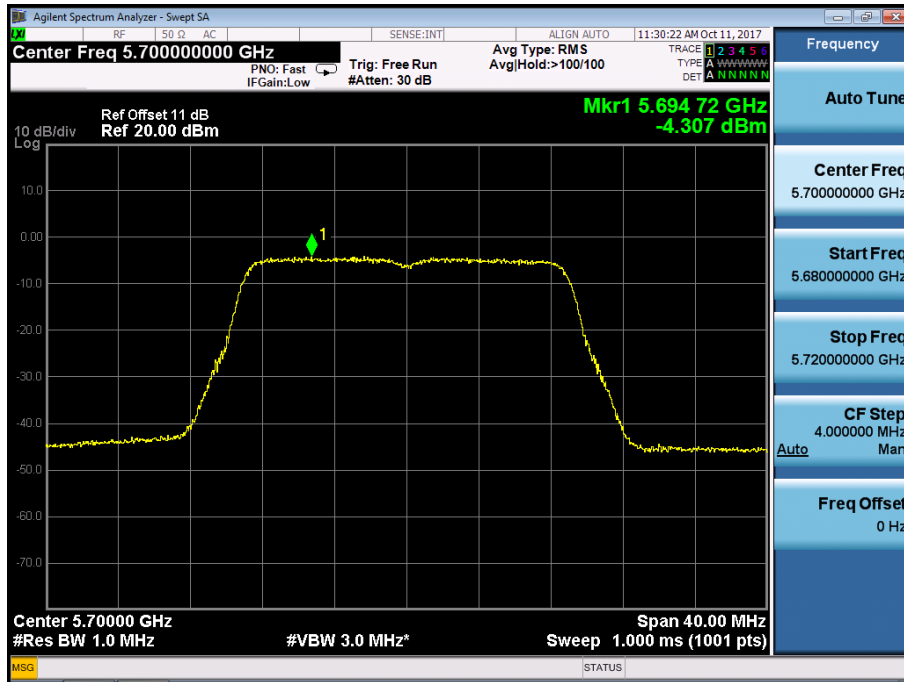 Agilent Spectrum Analyzer - Swept SA
LXI RF 50 Ω AC SENSE:INT ALIGN AUTO 11:30:22 AM Oct 11, 2017
Center Freq 5.700000000 GHz
PNO: Fast
IFGain:Low
Trig: Free Run
#Atten: 30 dB
Avg Type: RMS
Avg|Hold:>100/100
TRACE 1 2 3 4 5 6
TYPE A WWWWW
DET A N N N N N
Mkr1 5.694 72 GHz
-4.307 dBm
Ref Offset 11 dB
10 dB/div Ref 20.00 dBm
Log
10.0
0.00
1
-10.0
-20.0
-30.0
-40.0
-50.0
-60.0
-70.0
Center 5.70000 GHz Span 40.00 MHz
#Res BW 1.0 MHz #VBW 3.0 MHz* Sweep 1.000 ms (1001 pts)
MSG STATUS
Frequency
Auto Tune
Center Freq
5.700000000 GHz
Start Freq
5.680000000 GHz
Stop Freq
5.720000000 GHz
CF Step
4.000000 MHz
Auto Man
Freq Offset
0 Hz